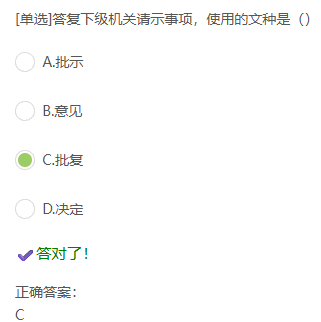 [单选]答复下级机关请示事项，使用的文种是（）
A.批示
B.意见
C.批复
D.决定
答对了！
正确答案：
C